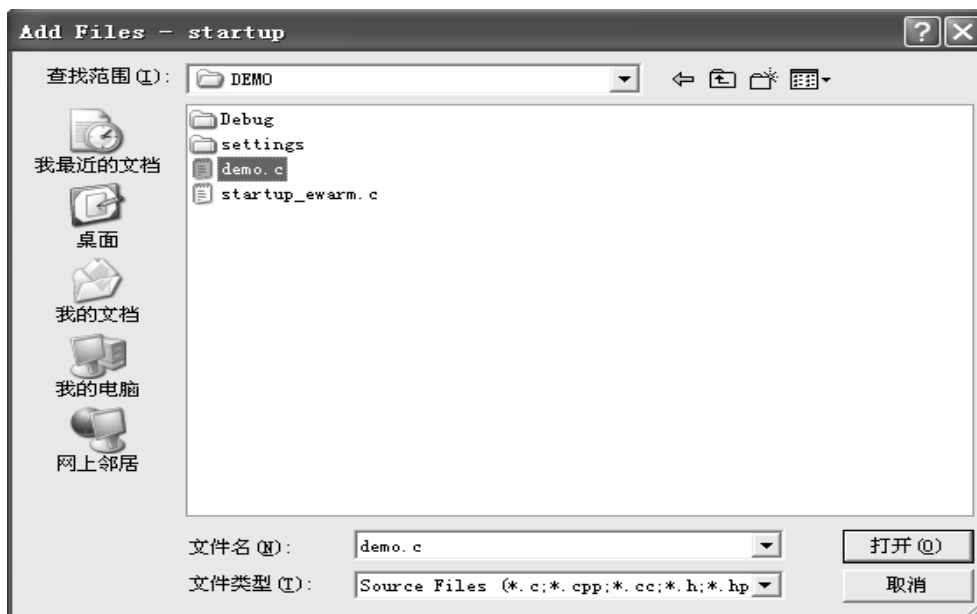 Add Files - startup
查找范围(I): DEMO
Debug
settings
demo.c
startup_ewarm.c
我最近的文档
桌面
我的文档
我的电脑
网上邻居
文件名(N): demo.c 打开(O)
文件类型(T): Source Files (*.c;*.cpp;*.cc;*.h;*.hp 取消